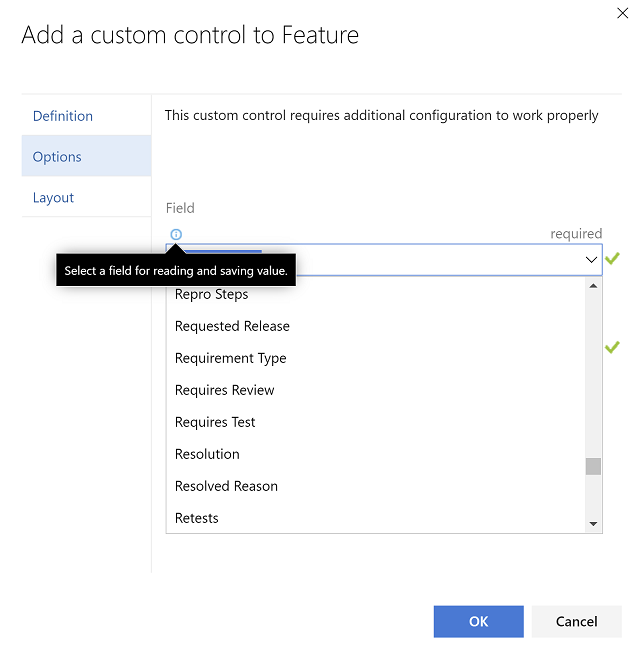 Add a custom control to Feature
Definition
Options
Layout
This custom control requires additional configuration to work properly
Field
required
Select a field for reading and saving value.
Repro Steps
Requested Release
Requirement Type
Requires Review
Requires Test
Resolution
Resolved Reason
Retests
OK
Cancel